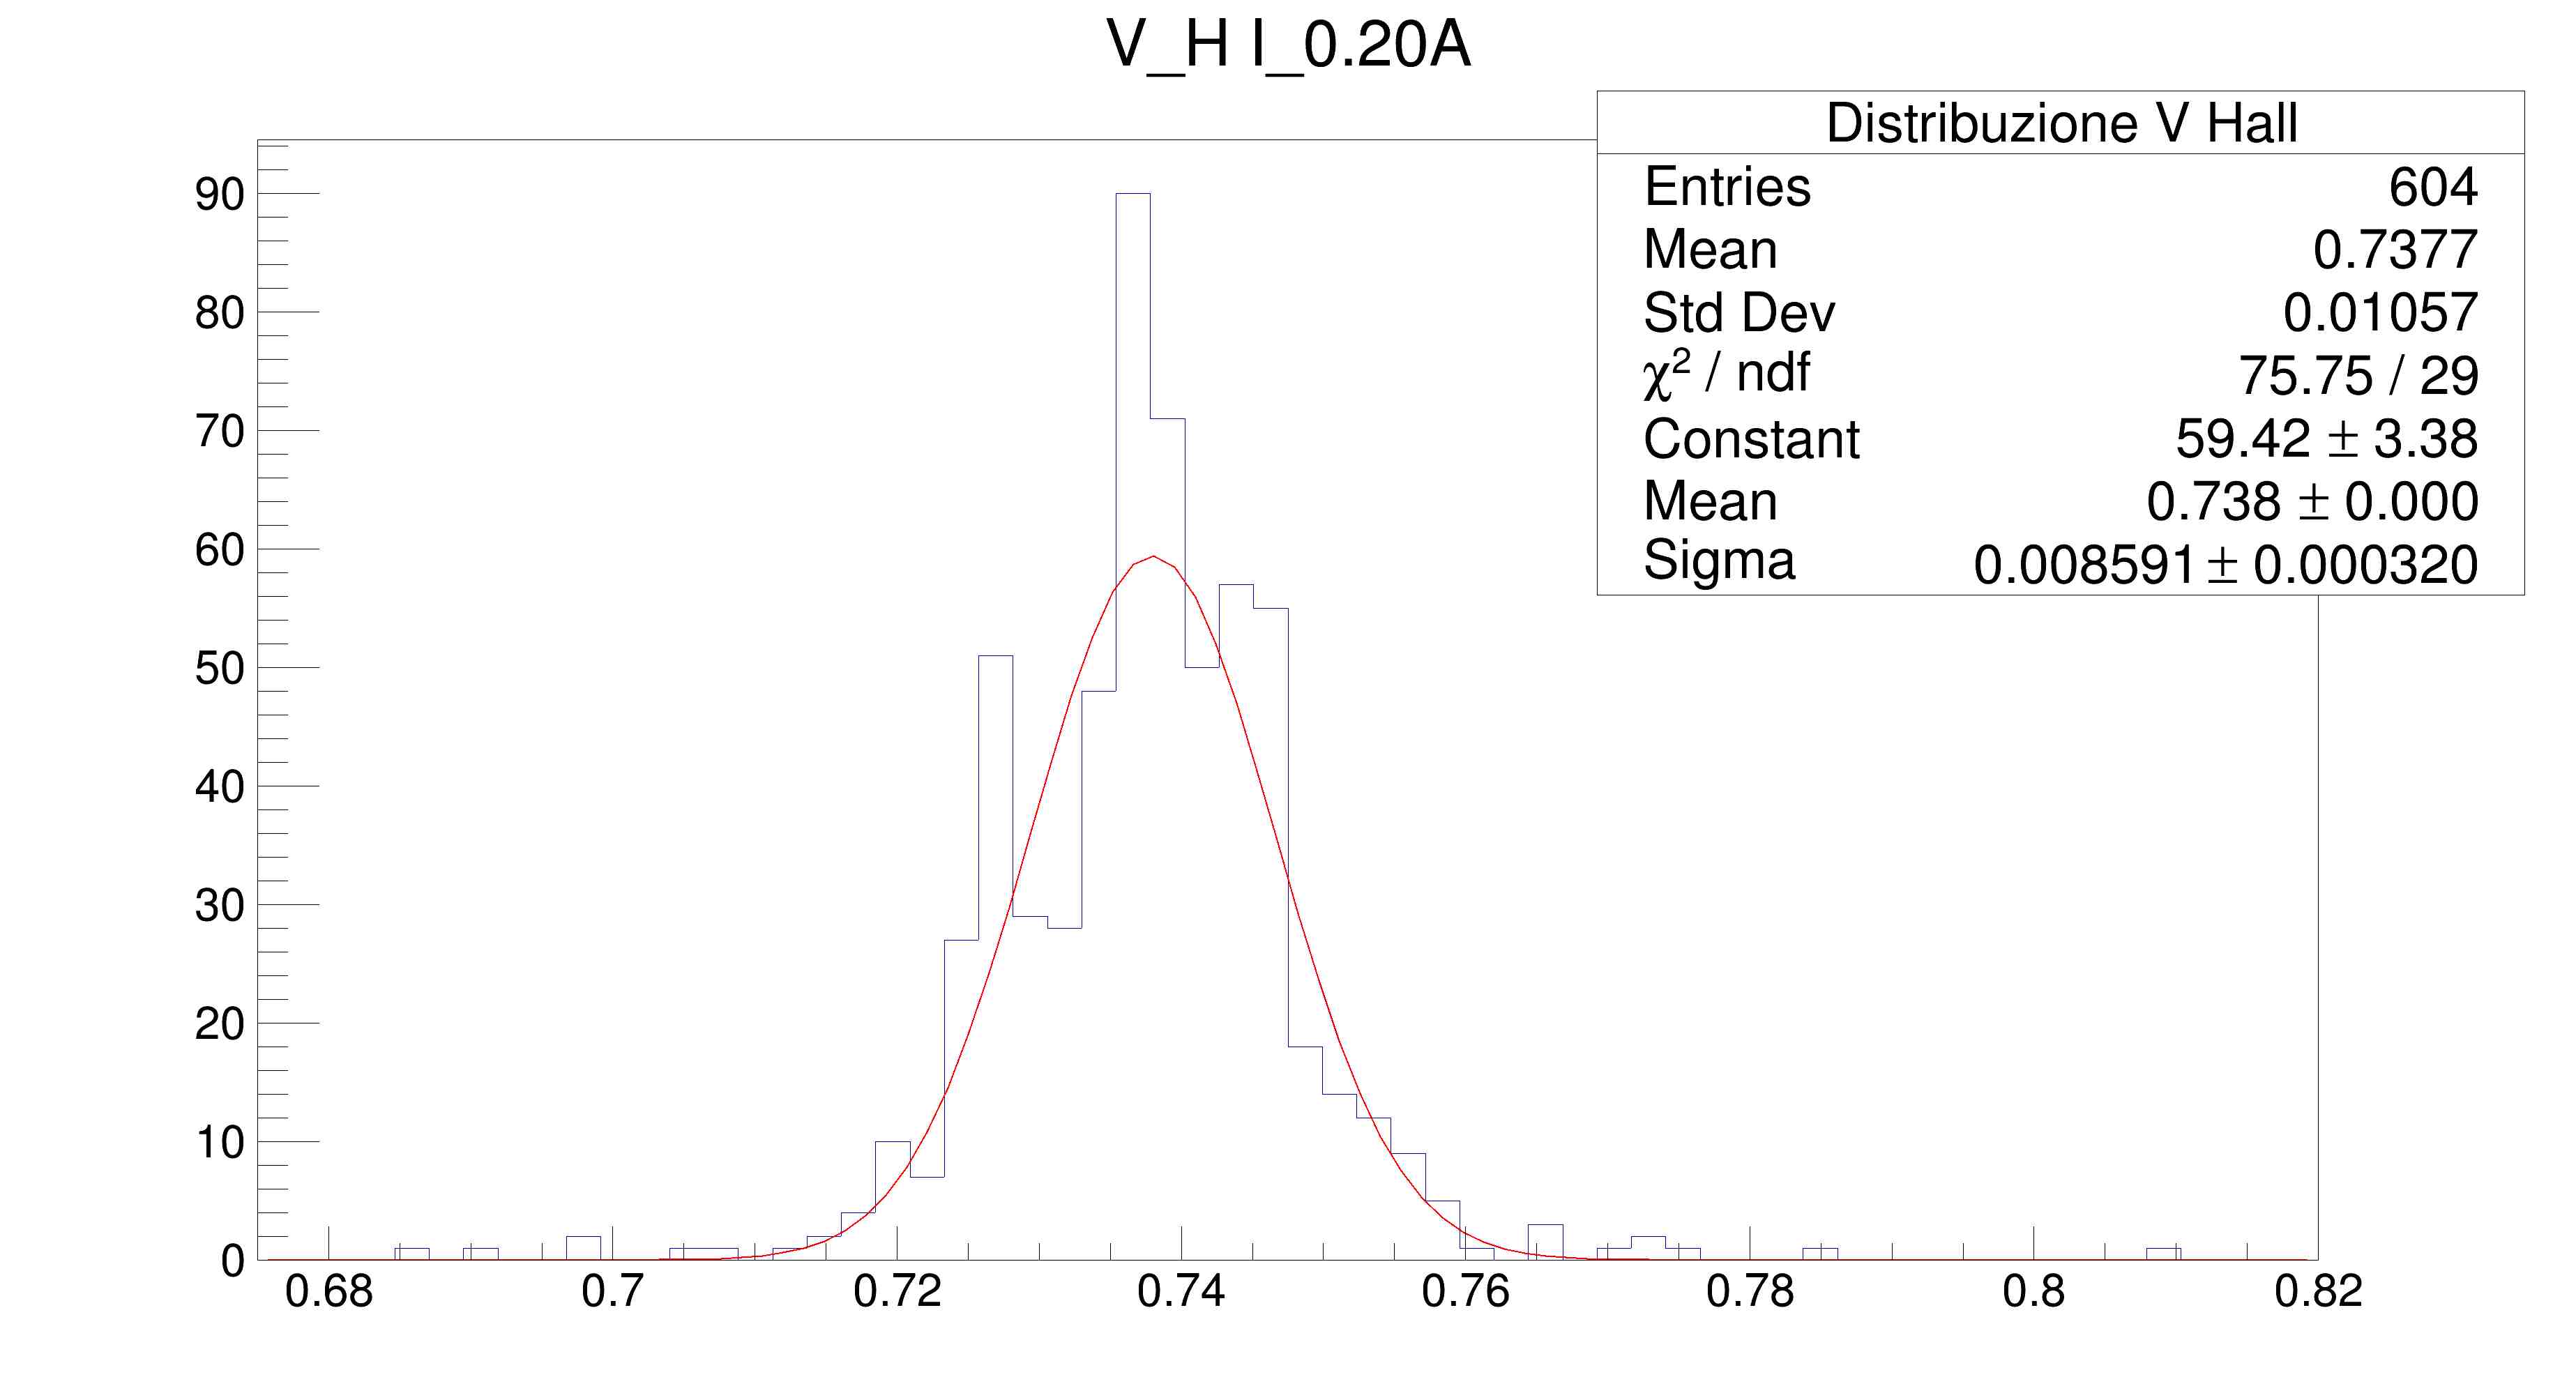 V_H I_0.20A
Distribuzione V Hall
Entries 604
Mean 0.7377
Std Dev 0.01057
χ² / ndf 75.75 / 29
Constant 59.42 ± 3.38
Mean 0.738 ± 0.000
Sigma 0.008591 ± 0.000320
90
80
70
60
50
40
30
20
10
0
0.68 0.7 0.72 0.74 0.76 0.78 0.8 0.82